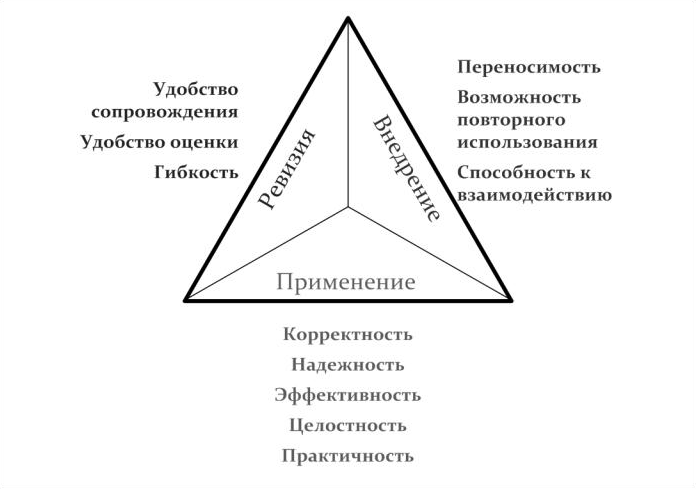 Удобство
сопровождения
Удобство оценки
Гибкость
Ревизия
Внедрение
Переносимость
Возможность
повторного
использования
Способность к
взаимодействию
Применение
Корректность
Надежность
Эффективность
Целостность
Практичность